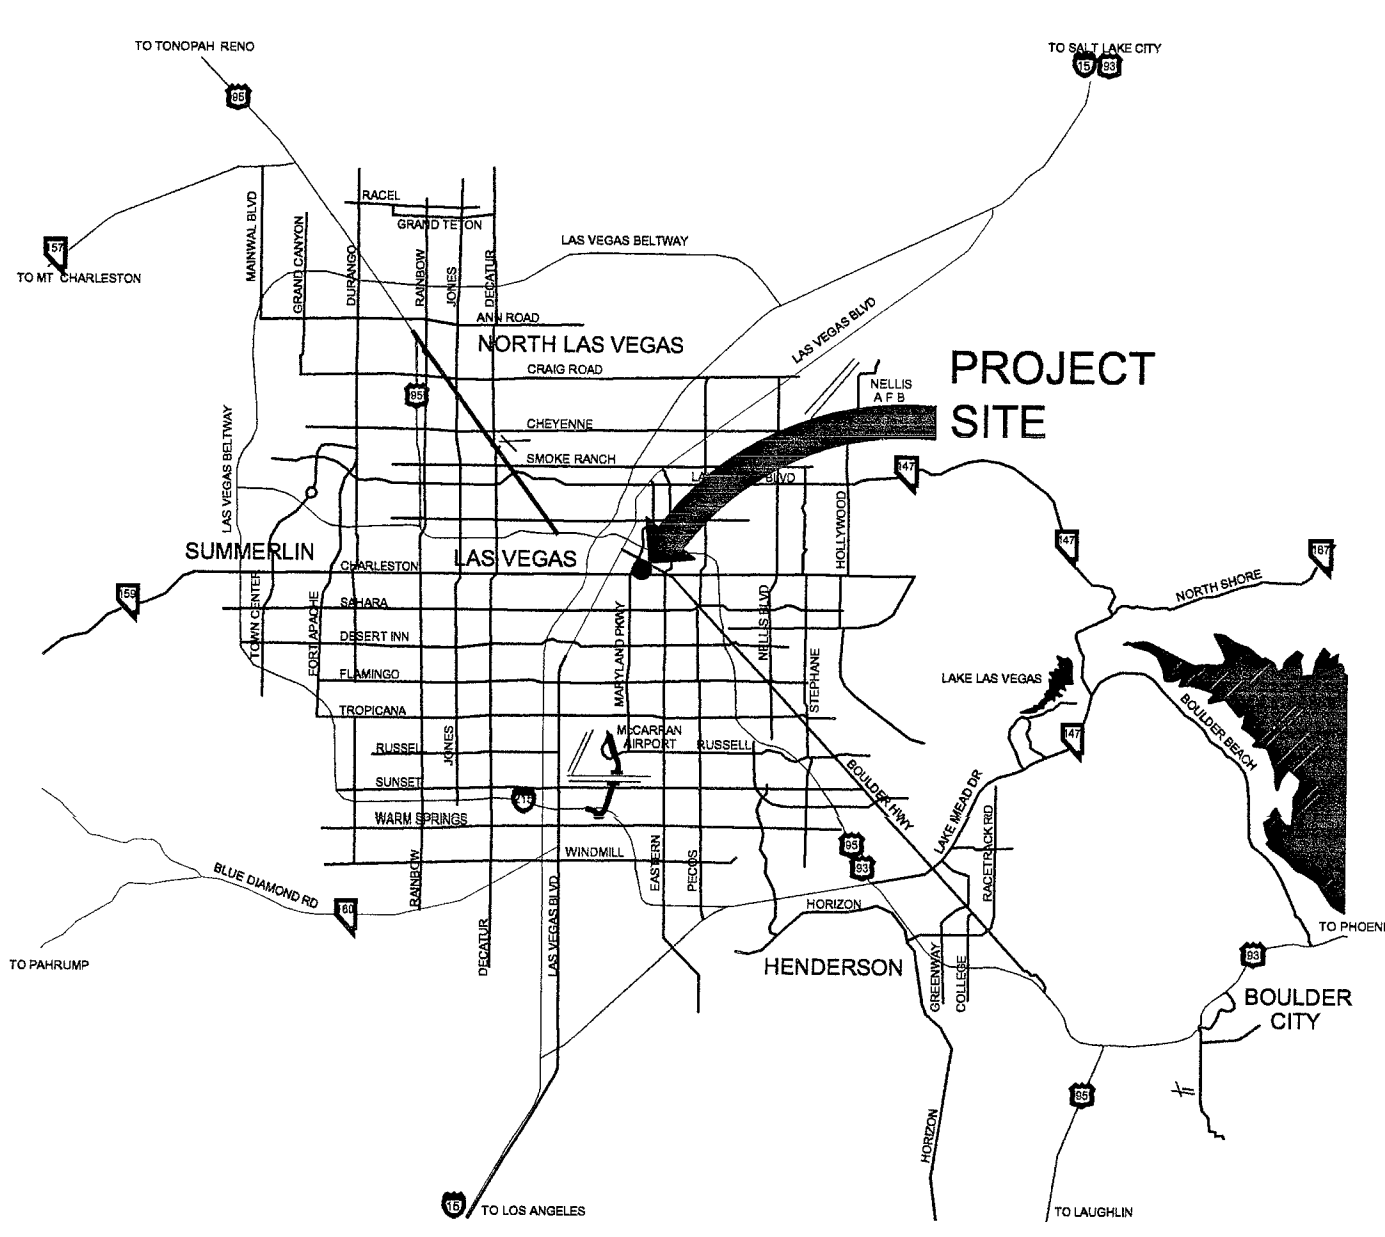 TO TONOPAH RENO
TO SALT LAKE CITY
15
93
95
157
TO MT CHARLESTON
MAINWAL BLVD
GRAND CANYON
DURANGO
RACEL
GRAND TETON
RAINBOW
JONES
DECATUR
LAS VEGAS BELTWAY
ANN ROAD
NORTH LAS VEGAS
LAS VEGAS BLVD
CRAIG ROAD
NELLIS
A F B
PROJECT
SITE
95
LAS VEGAS BELTWAY
CHEYENNE
SMOKE RANCH
BLVD
147
HOLLYWOOD
147
167
SUMMERLIN
LAS VEGAS
CHARLESTON
159
NORTH SHORE
TOWN CENTER
FORT APACHE
SAHARA
DESERT INN
FLAMINGO
TROPICANA
MARYLAND PKWY
NELLIS BLVD
STEPHANE
LAKE LAS VEGAS
BOULDER BEACH
147
JONES
RUSSEL
McCARRAN
AIRPORT
RUSSELL
SUNSET
215
WARM SPRINGS
BOULDER HWY
LAKE MEAD DR
RACETRACK RD
95
93
WINDMILL
EASTERN
PECOS
BLUE DIAMOND RD
160
RAINBOW
DECATUR
LAS VEGAS BLVD
HORIZON
TO PAHRUMP
HENDERSON
GREENWAY
COLLEGE
TO PHOENI
93
BOULDER
CITY
95
HORIZON
15
TO LOS ANGELES
TO LAUGHLIN